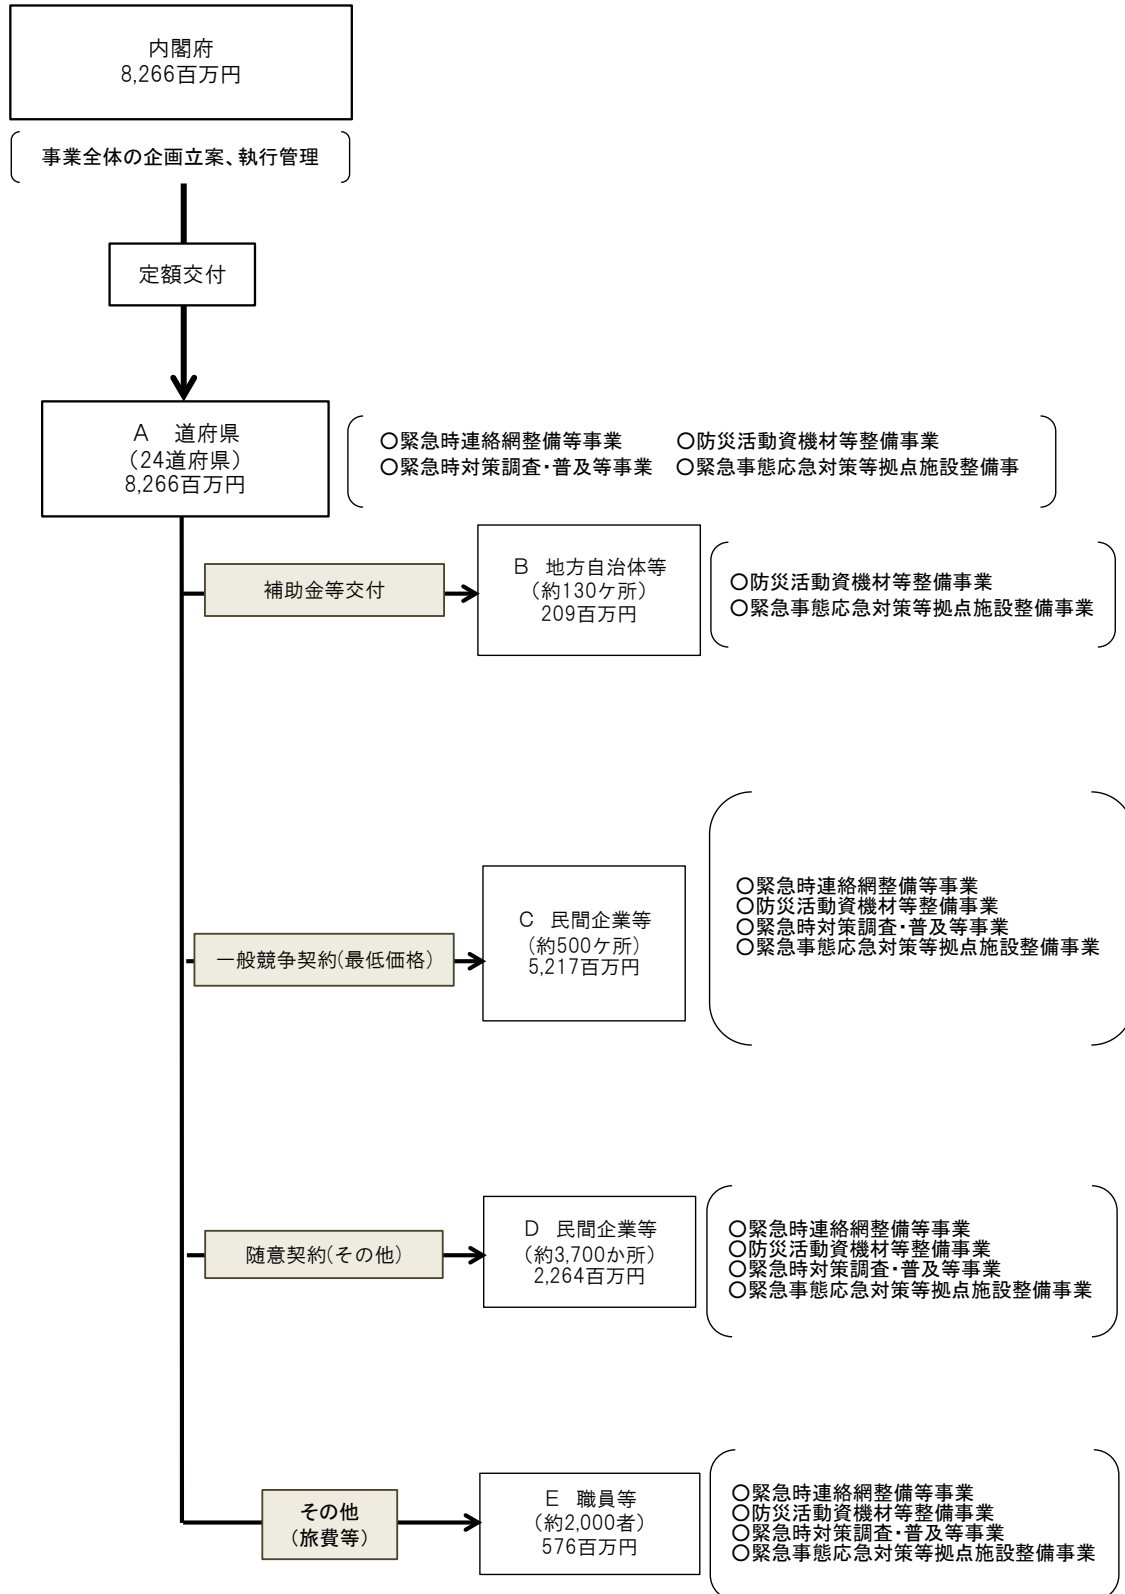 内閣府
8,266百万円
事業全体の企画立案、執行管理
定額交付
A　道府県
（24道府県）
8,266百万円
○緊急時連絡網整備等事業　　○防災活動資機材等整備事業
○緊急時対策調査・普及等事業　○緊急事態応急対策等拠点施設整備事
補助金等交付
B　地方自治体等
（約130ケ所）
209百万円
○防災活動資機材等整備事業
○緊急事態応急対策等拠点施設整備事業
一般競争契約(最低価格)
C　民間企業等
（約500ケ所）
5,217百万円
○緊急時連絡網整備等事業
○防災活動資機材等整備事業
○緊急時対策調査・普及等事業
○緊急事態応急対策等拠点施設整備事業
随意契約(その他)
D　民間企業等
（約3,700か所）
2,264百万円
○緊急時連絡網整備等事業
○防災活動資機材等整備事業
○緊急時対策調査・普及等事業
○緊急事態応急対策等拠点施設整備事業
その他
（旅費等）
E　職員等
（約2,000者）
576百万円
○緊急時連絡網整備等事業
○防災活動資機材等整備事業
○緊急時対策調査・普及等事業
○緊急事態応急対策等拠点施設整備事業